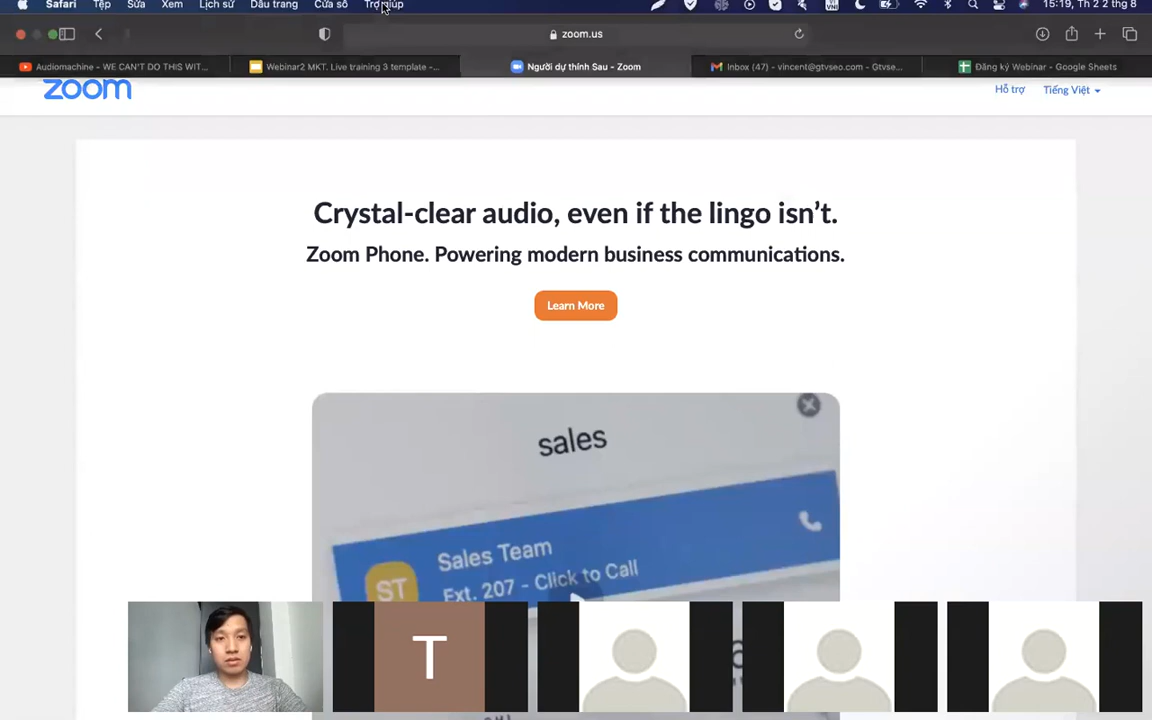 Safari Tệp Sửa Xem Lịch sử Dấu trang Cửa sổ Trợ giúp VNI 15:19, Th 2 2 thg 8
zoom.us
Audiomachine - WE CAN'T DO THIS WIT... Webinar2 MKT. Live training 3 template -... Người dự thính Sau - Zoom Inbox (47) - vincent@gtvseo.com - Gtvse... Đăng ký Webinar - Google Sheets
zoom Hỗ trợ Tiếng Việt
Crystal-clear audio, even if the lingo isn't.
Zoom Phone. Powering modern business communications.
Learn More
sales
Sales Team
ST
Ext. 207 - Click to Call
T